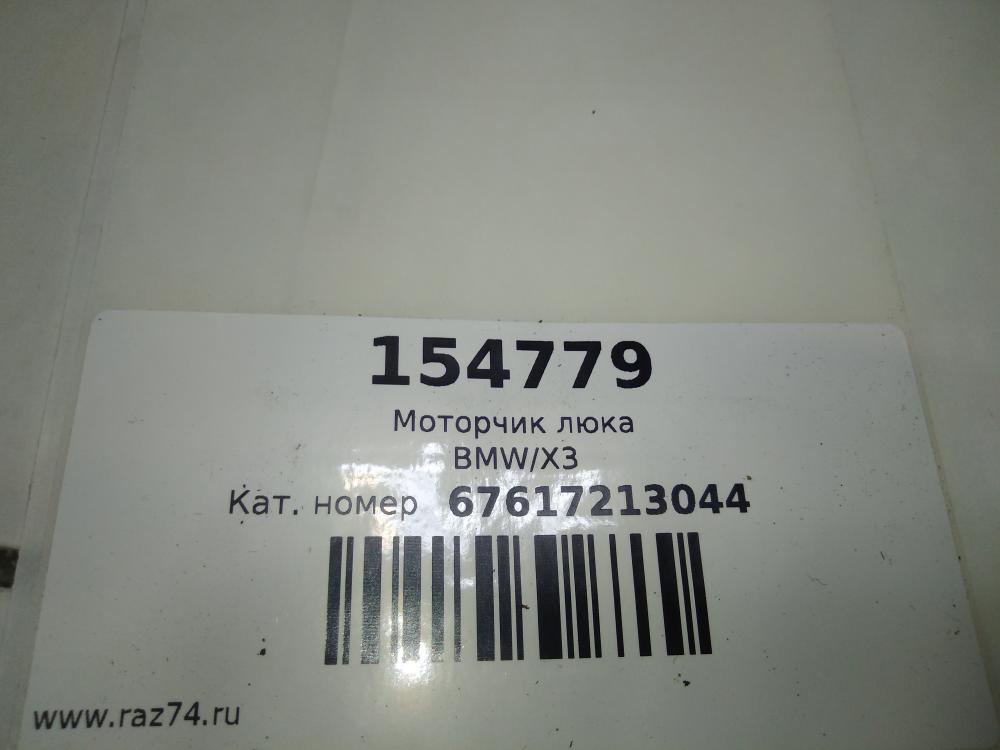 154779
Моторчик люка
BMW/X3
Кат. номер 67617213044
www.raz74.ru